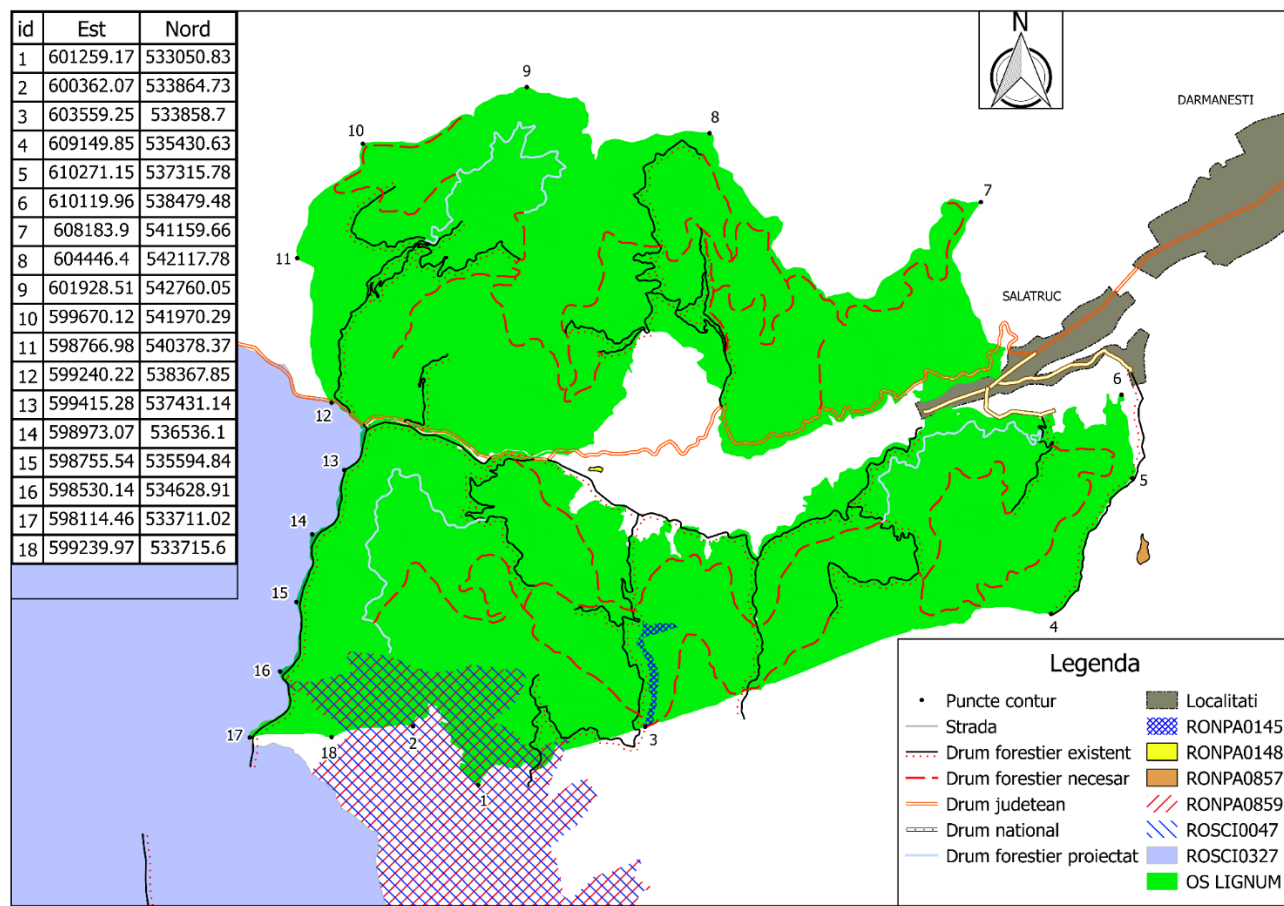 id Est Nord
1 601259.17 533050.83
2 600362.07 533864.73
3 603559.25 533858.7
4 609149.85 535430.63
5 610271.15 537315.78
6 610119.96 538479.48
7 608183.9 541159.66
8 604446.4 542117.78
9 601928.51 542760.05
10 599670.12 541970.29
11 598766.98 540378.37
12 599240.22 538367.85
13 599415.28 537431.14
14 598973.07 536536.1
15 598755.54 535594.84
16 598530.14 534628.91
17 598114.46 533711.02
18 599239.97 533715.6
N
9
DARMANESTI
8
10
7
11
SALATRUC
6
12
13
5
14
15
4
16
17
18
2
3
1
Legenda
Puncte contur
Strada
Drum forestier existent
Drum forestier necesar
Drum judetean
Drum national
Drum forestier proiectat
Localitati
RONPA0145
RONPA0148
RONPA0857
RONPA0859
ROSCI0047
ROSCI0327
OS LIGNUM